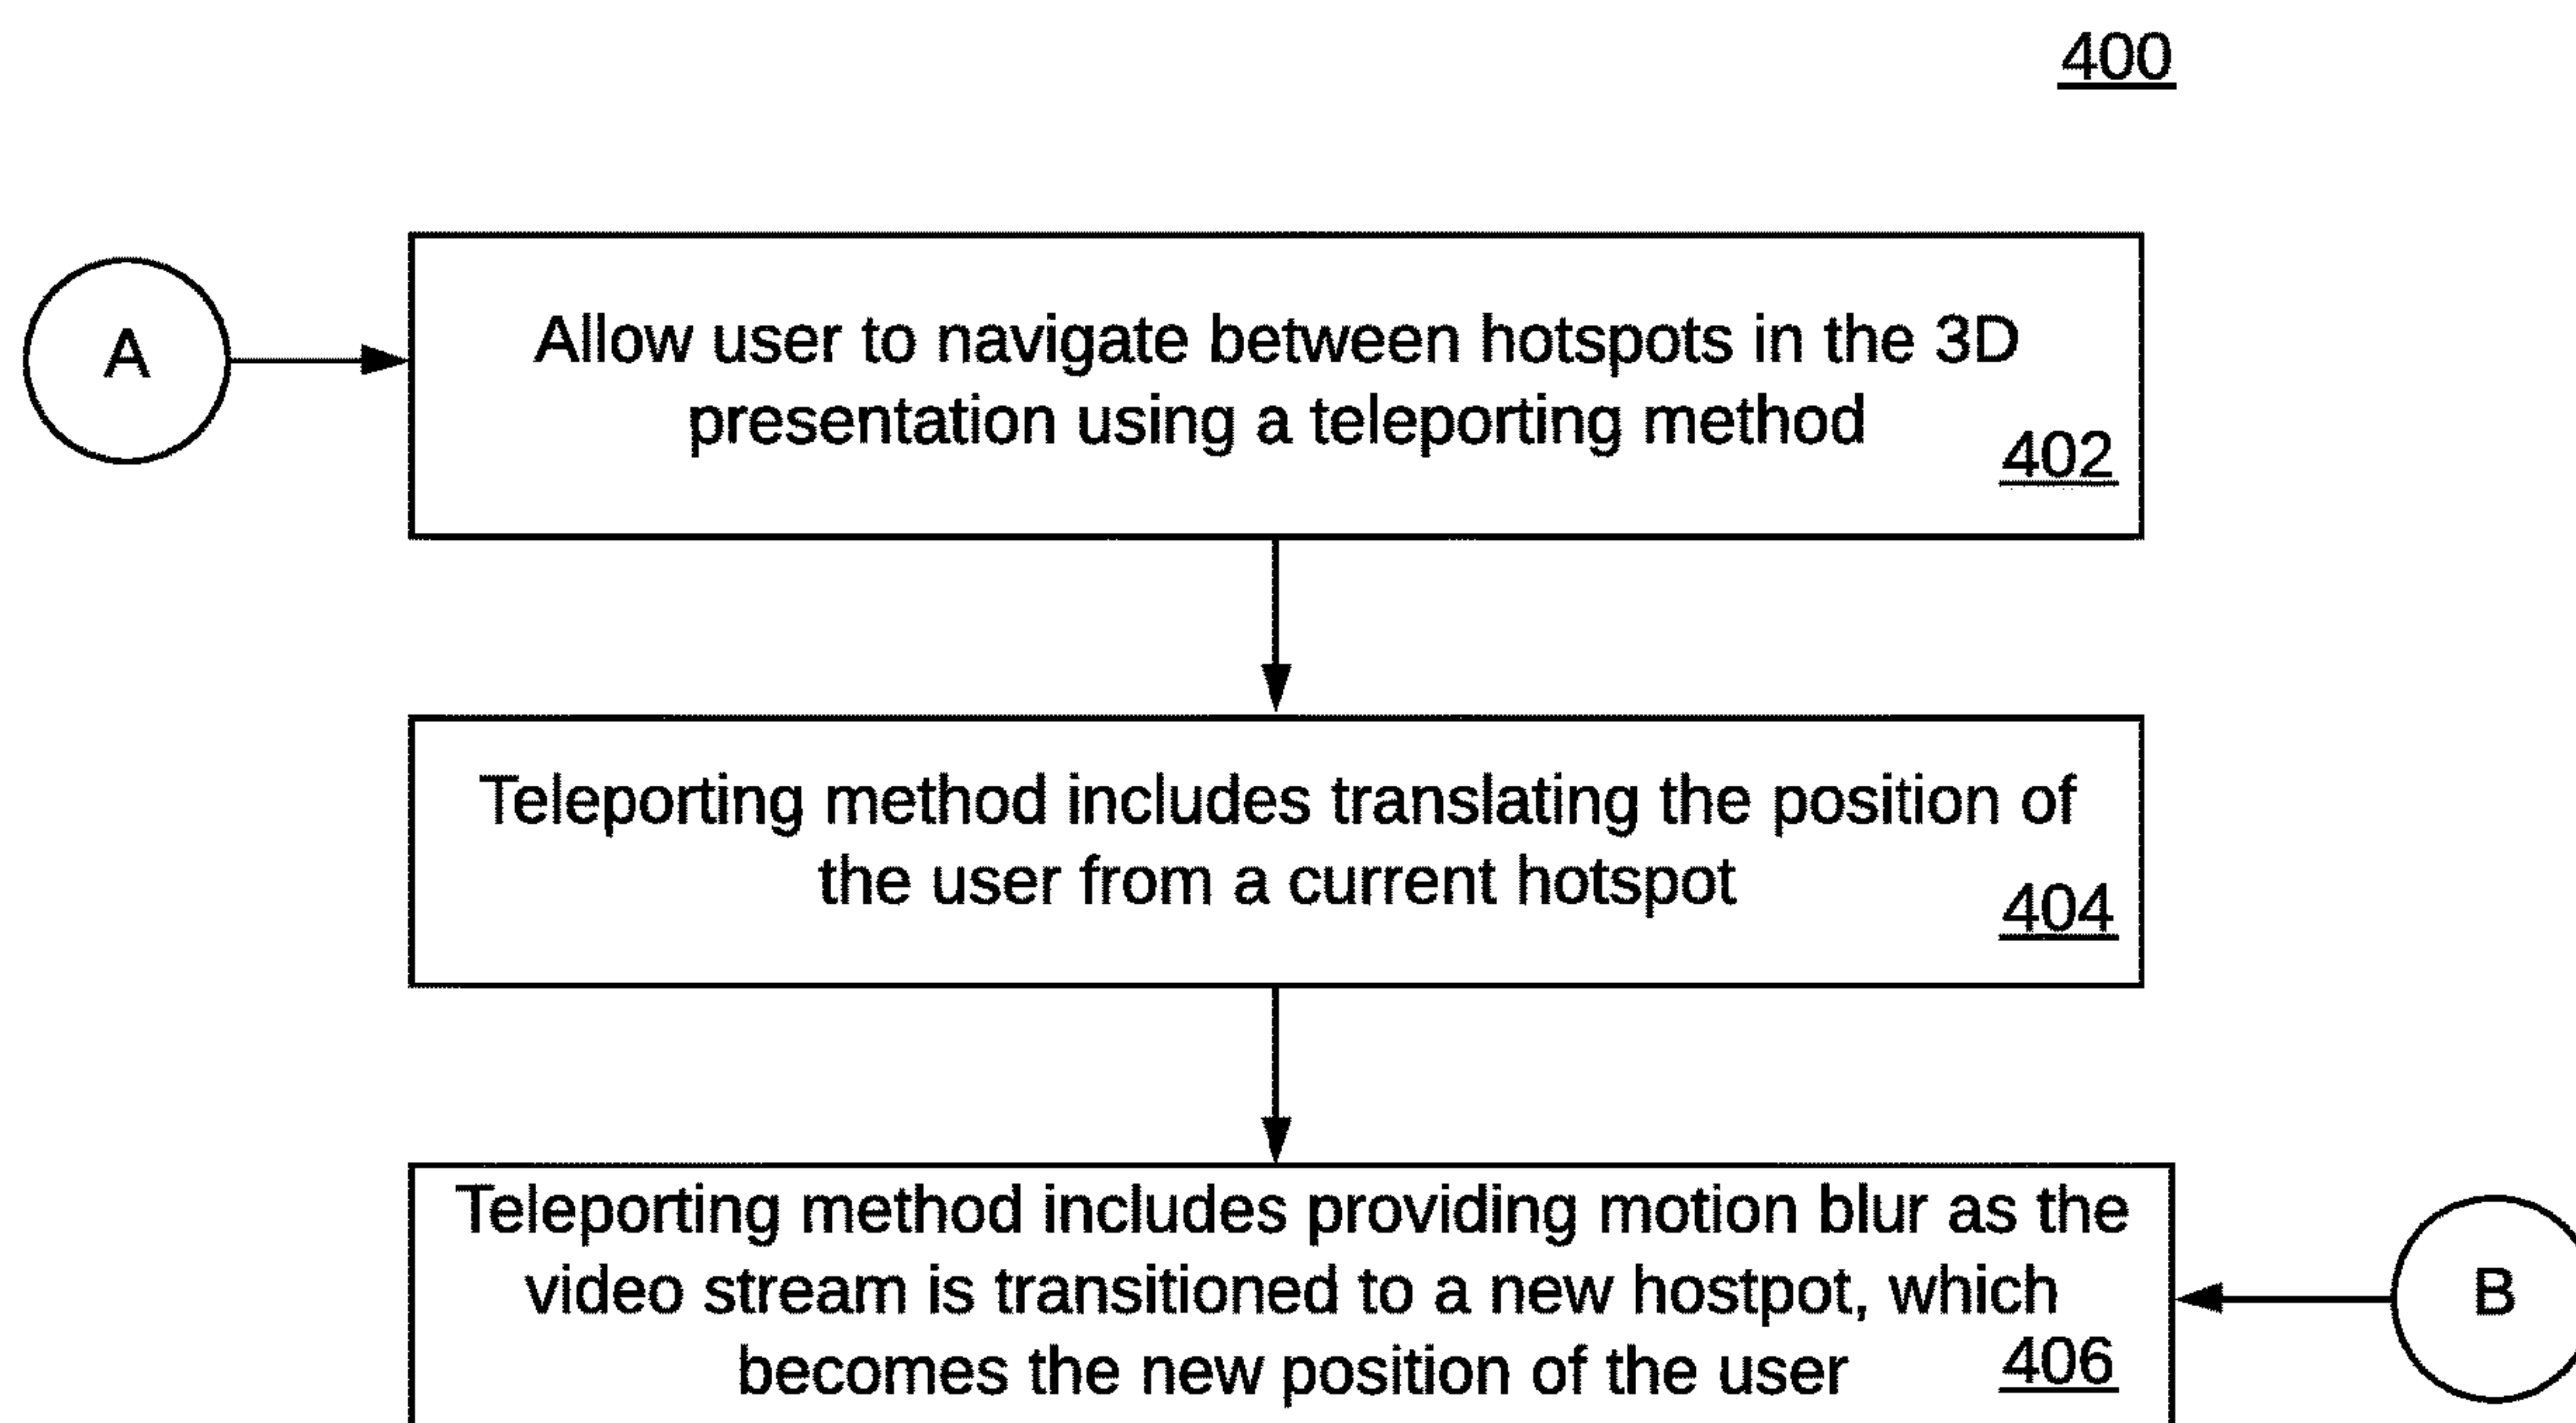 400
A
Allow user to navigate between hotspots in the 3D
presentation using a teleporting method
402
Teleporting method includes translating the position of
the user from a current hotspot
404
Teleporting method includes providing motion blur as the
video stream is transitioned to a new hostpot, which
becomes the new position of the user
406
B